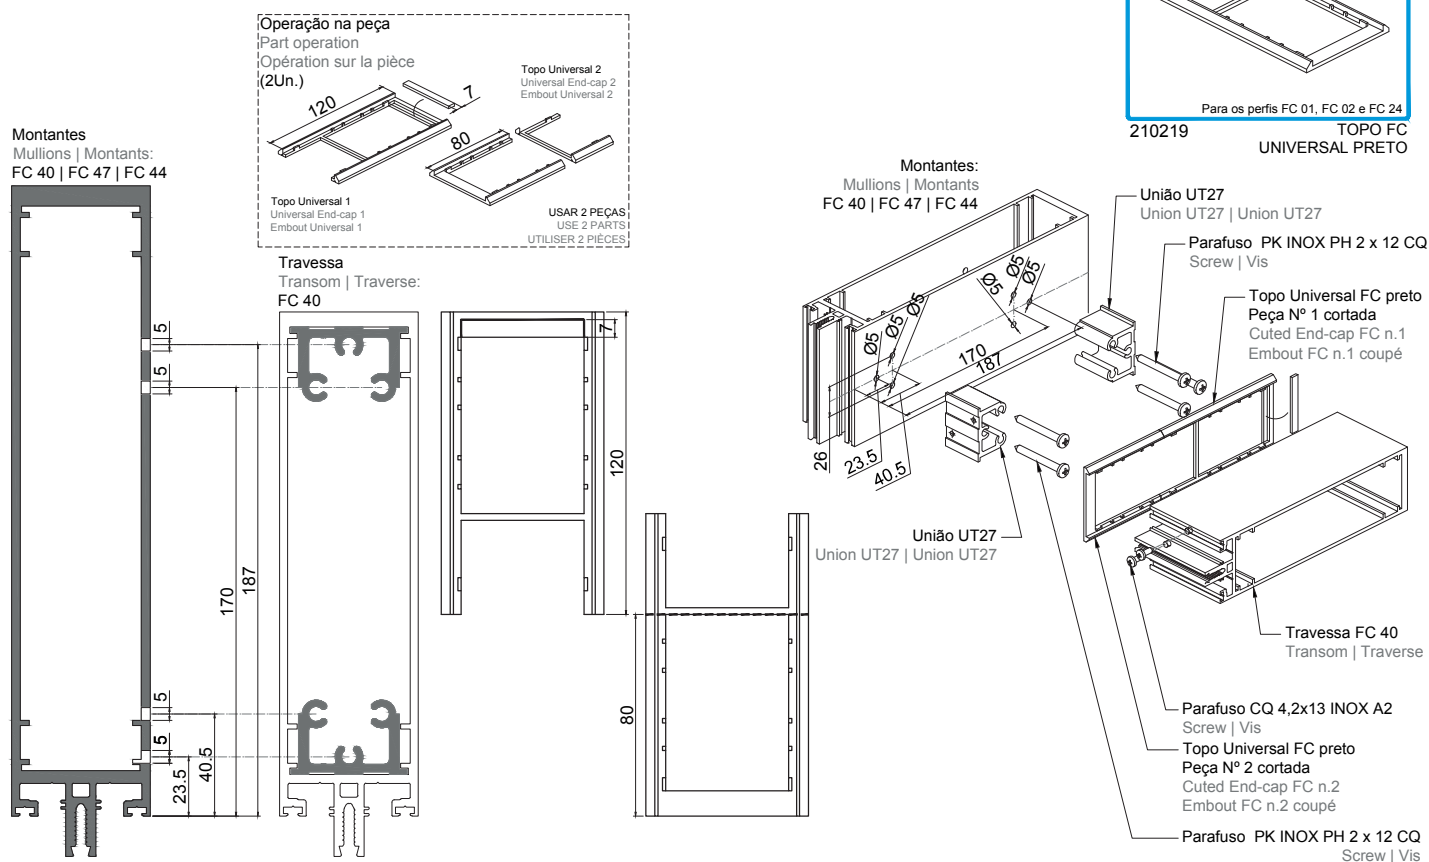 Operação na peça
Part operation
Opération sur la pièce
(2Un.)
120
7
80
Topo Universal 2
Universal End-cap 2
Embout Universal 2
Topo Universal 1
Universal End-cap 1
Embout Universal 1
USAR 2 PEÇAS
USE 2 PARTS
UTILISER 2 PIÈCES
Para os perfis FC 01, FC 02 e FC 24
210219
TOPO FC
UNIVERSAL PRETO
Montantes
Mullions | Montants:
FC 40 | FC 47 | FC 44
5
5
5
5
187
170
40.5
23.5
Travessa
Transom | Traverse:
FC 40
7
120
80
Montantes:
Mullions | Montants
FC 40 | FC 47 | FC 44
Ø5
Ø5
Ø5
Ø5
Ø5
Ø5
170
187
26
23.5
40.5
União UT27
Union UT27 | Union UT27
Parafuso PK INOX PH 2 x 12 CQ
Screw | Vis
Topo Universal FC preto
Peça Nº 1 cortada
Cuted End-cap FC n.1
Embout FC n.1 coupé
União UT27
Union UT27 | Union UT27
Travessa FC 40
Transom | Traverse
Parafuso CQ 4,2x13 INOX A2
Screw | Vis
Topo Universal FC preto
Peça Nº 2 cortada
Cuted End-cap FC n.2
Embout FC n.2 coupé
Parafuso PK INOX PH 2 x 12 CQ
Screw | Vis